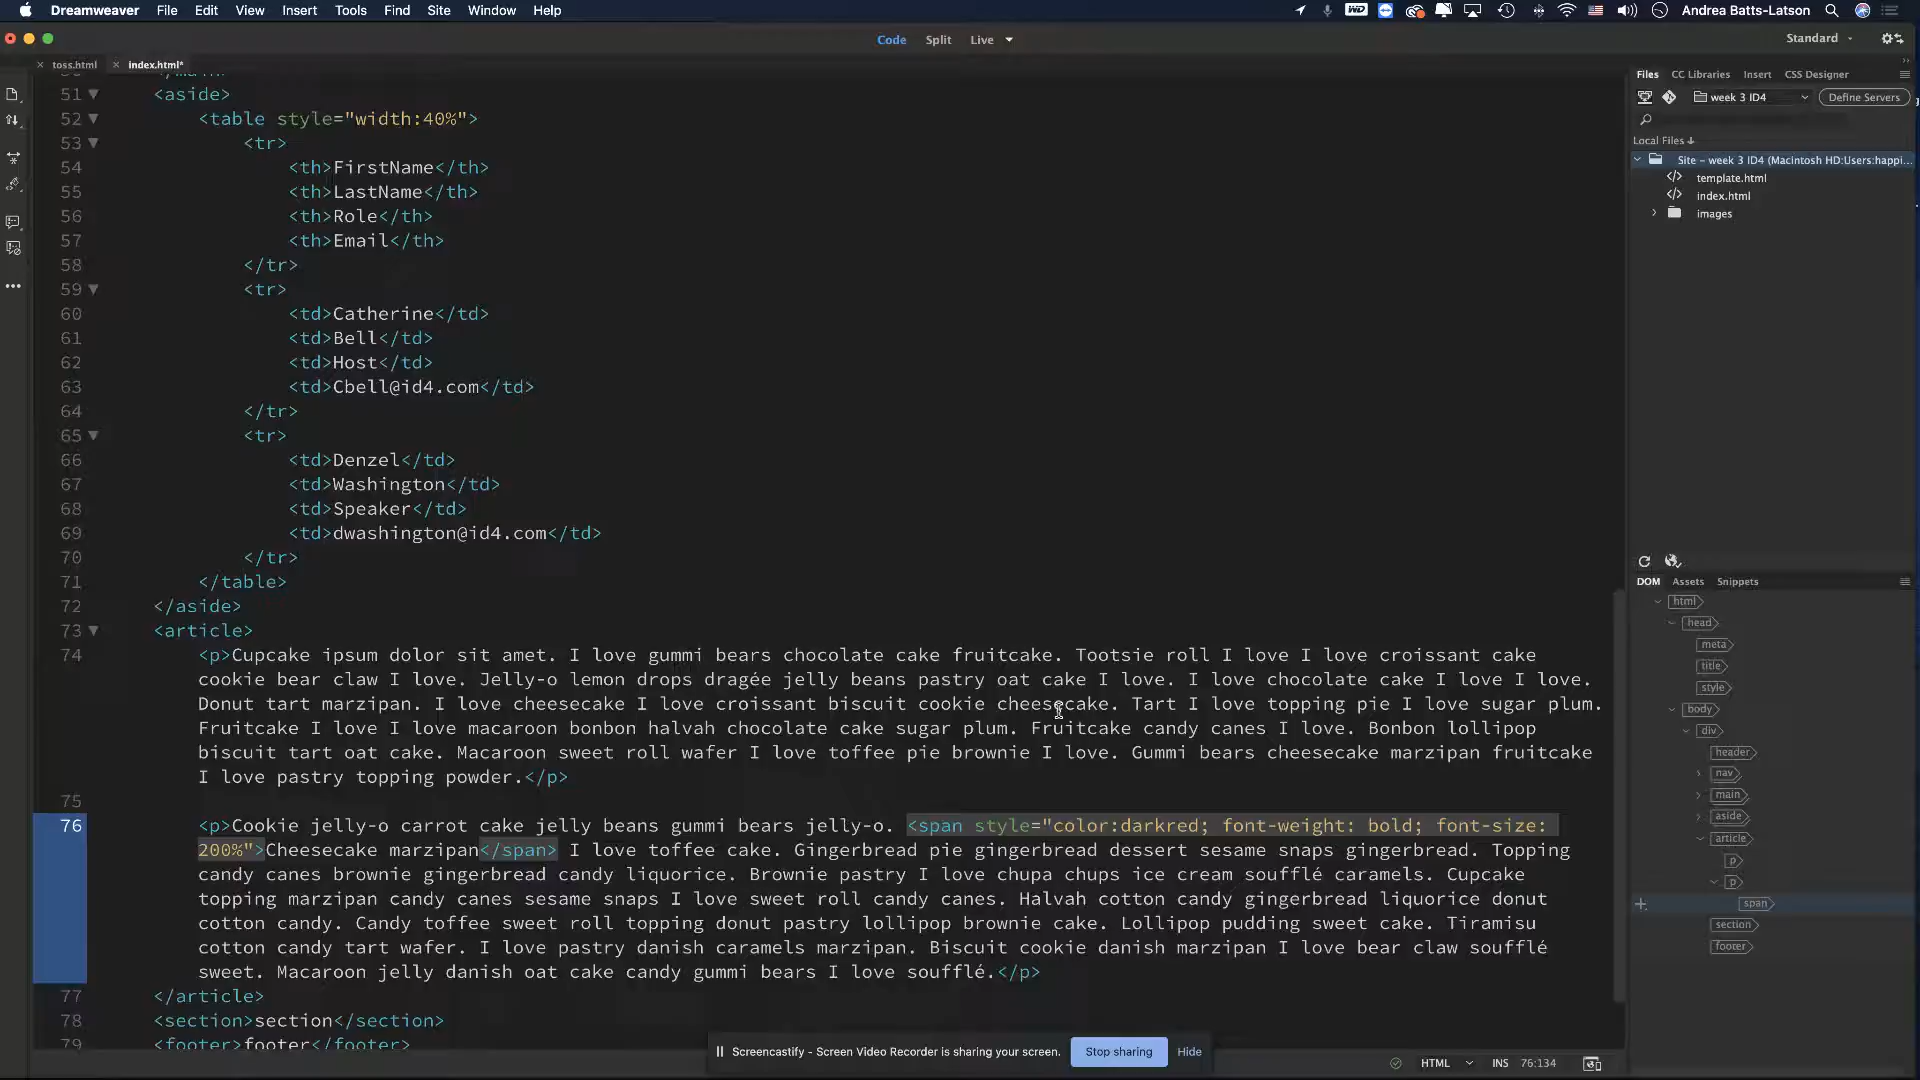 Dreamweaver File Edit View Insert Tools Find Site Window Help
Andrea Batts-Latson
Code Split Live
Standard
toss.html
index.html*
Files CC Libraries Insert CSS Designer
week 3 ID4
Define Servers
Local Files
Site – week 3 ID4 (Macintosh HD:Users:happi...
template.html
index.html
images
51 <aside>
52 <table style="width:40%">
53 <tr>
54 <th>FirstName</th>
55 <th>LastName</th>
56 <th>Role</th>
57 <th>Email</th>
58 </tr>
59 <tr>
60 <td>Catherine</td>
61 <td>Bell</td>
62 <td>Host</td>
63 <td>Cbell@id4.com</td>
64 </tr>
65 <tr>
66 <td>Denzel</td>
67 <td>Washington</td>
68 <td>Speaker</td>
69 <td>dwashington@id4.com</td>
70 </tr>
71 </table>
72 </aside>
73 <article>
74 <p>Cupcake ipsum dolor sit amet. I love gummi bears chocolate cake fruitcake. Tootsie roll I love I love croissant cake
cookie bear claw I love. Jelly-o lemon drops dragée jelly beans pastry oat cake I love. I love chocolate cake I love I love.
Donut tart marzipan. I love cheesecake I love croissant biscuit cookie cheesecake. Tart I love topping pie I love sugar plum.
Fruitcake I love I love macaroon bonbon halvah chocolate cake sugar plum. Fruitcake candy canes I love. Bonbon lollipop
biscuit tart oat cake. Macaroon sweet roll wafer I love toffee pie brownie I love. Gummi bears cheesecake marzipan fruitcake
I love pastry topping powder.</p>
75
76 <p>Cookie jelly-o carrot cake jelly beans gummi bears jelly-o. <span style="color:darkred; font-weight: bold; font-size:
200%">Cheesecake marzipan</span> I love toffee cake. Gingerbread pie gingerbread dessert sesame snaps gingerbread. Topping
candy canes brownie gingerbread candy liquorice. Brownie pastry I love chupa chups ice cream soufflé caramels. Cupcake
topping marzipan candy canes sesame snaps I love sweet roll candy canes. Halvah cotton candy gingerbread liquorice donut
cotton candy. Candy toffee sweet roll topping donut pastry lollipop brownie cake. Lollipop pudding sweet cake. Tiramisu
cotton candy tart wafer. I love pastry danish caramels marzipan. Biscuit cookie danish marzipan I love bear claw soufflé
sweet. Macaroon jelly danish oat cake candy gummi bears I love soufflé.</p>
77 </article>
78 <section>section</section>
79 <footer>footer</footer>
DOM Assets Snippets
html
head
meta
title
style
body
div
header
nav
main
aside
article
p
p
span
section
footer
Screencastify - Screen Video Recorder is sharing your screen.
Stop sharing
Hide
HTML
INS
76:134